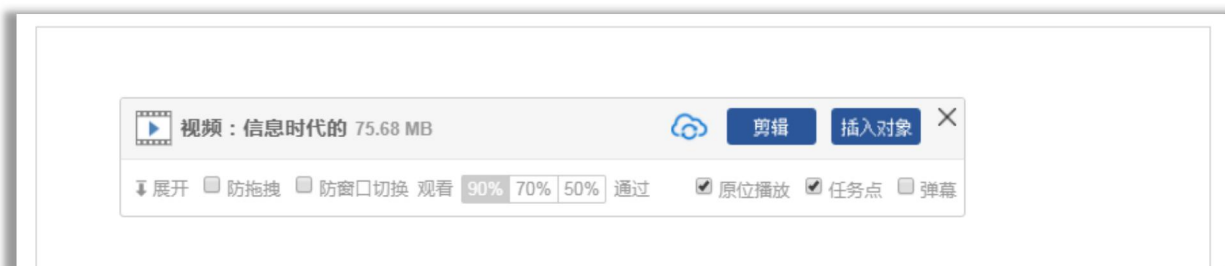 视频：信息时代的 75.68 MB 剪辑 插入对象
展开 防拖拽 防窗口切换 观看 90% 70% 50% 通过 原位播放 任务点 弹幕